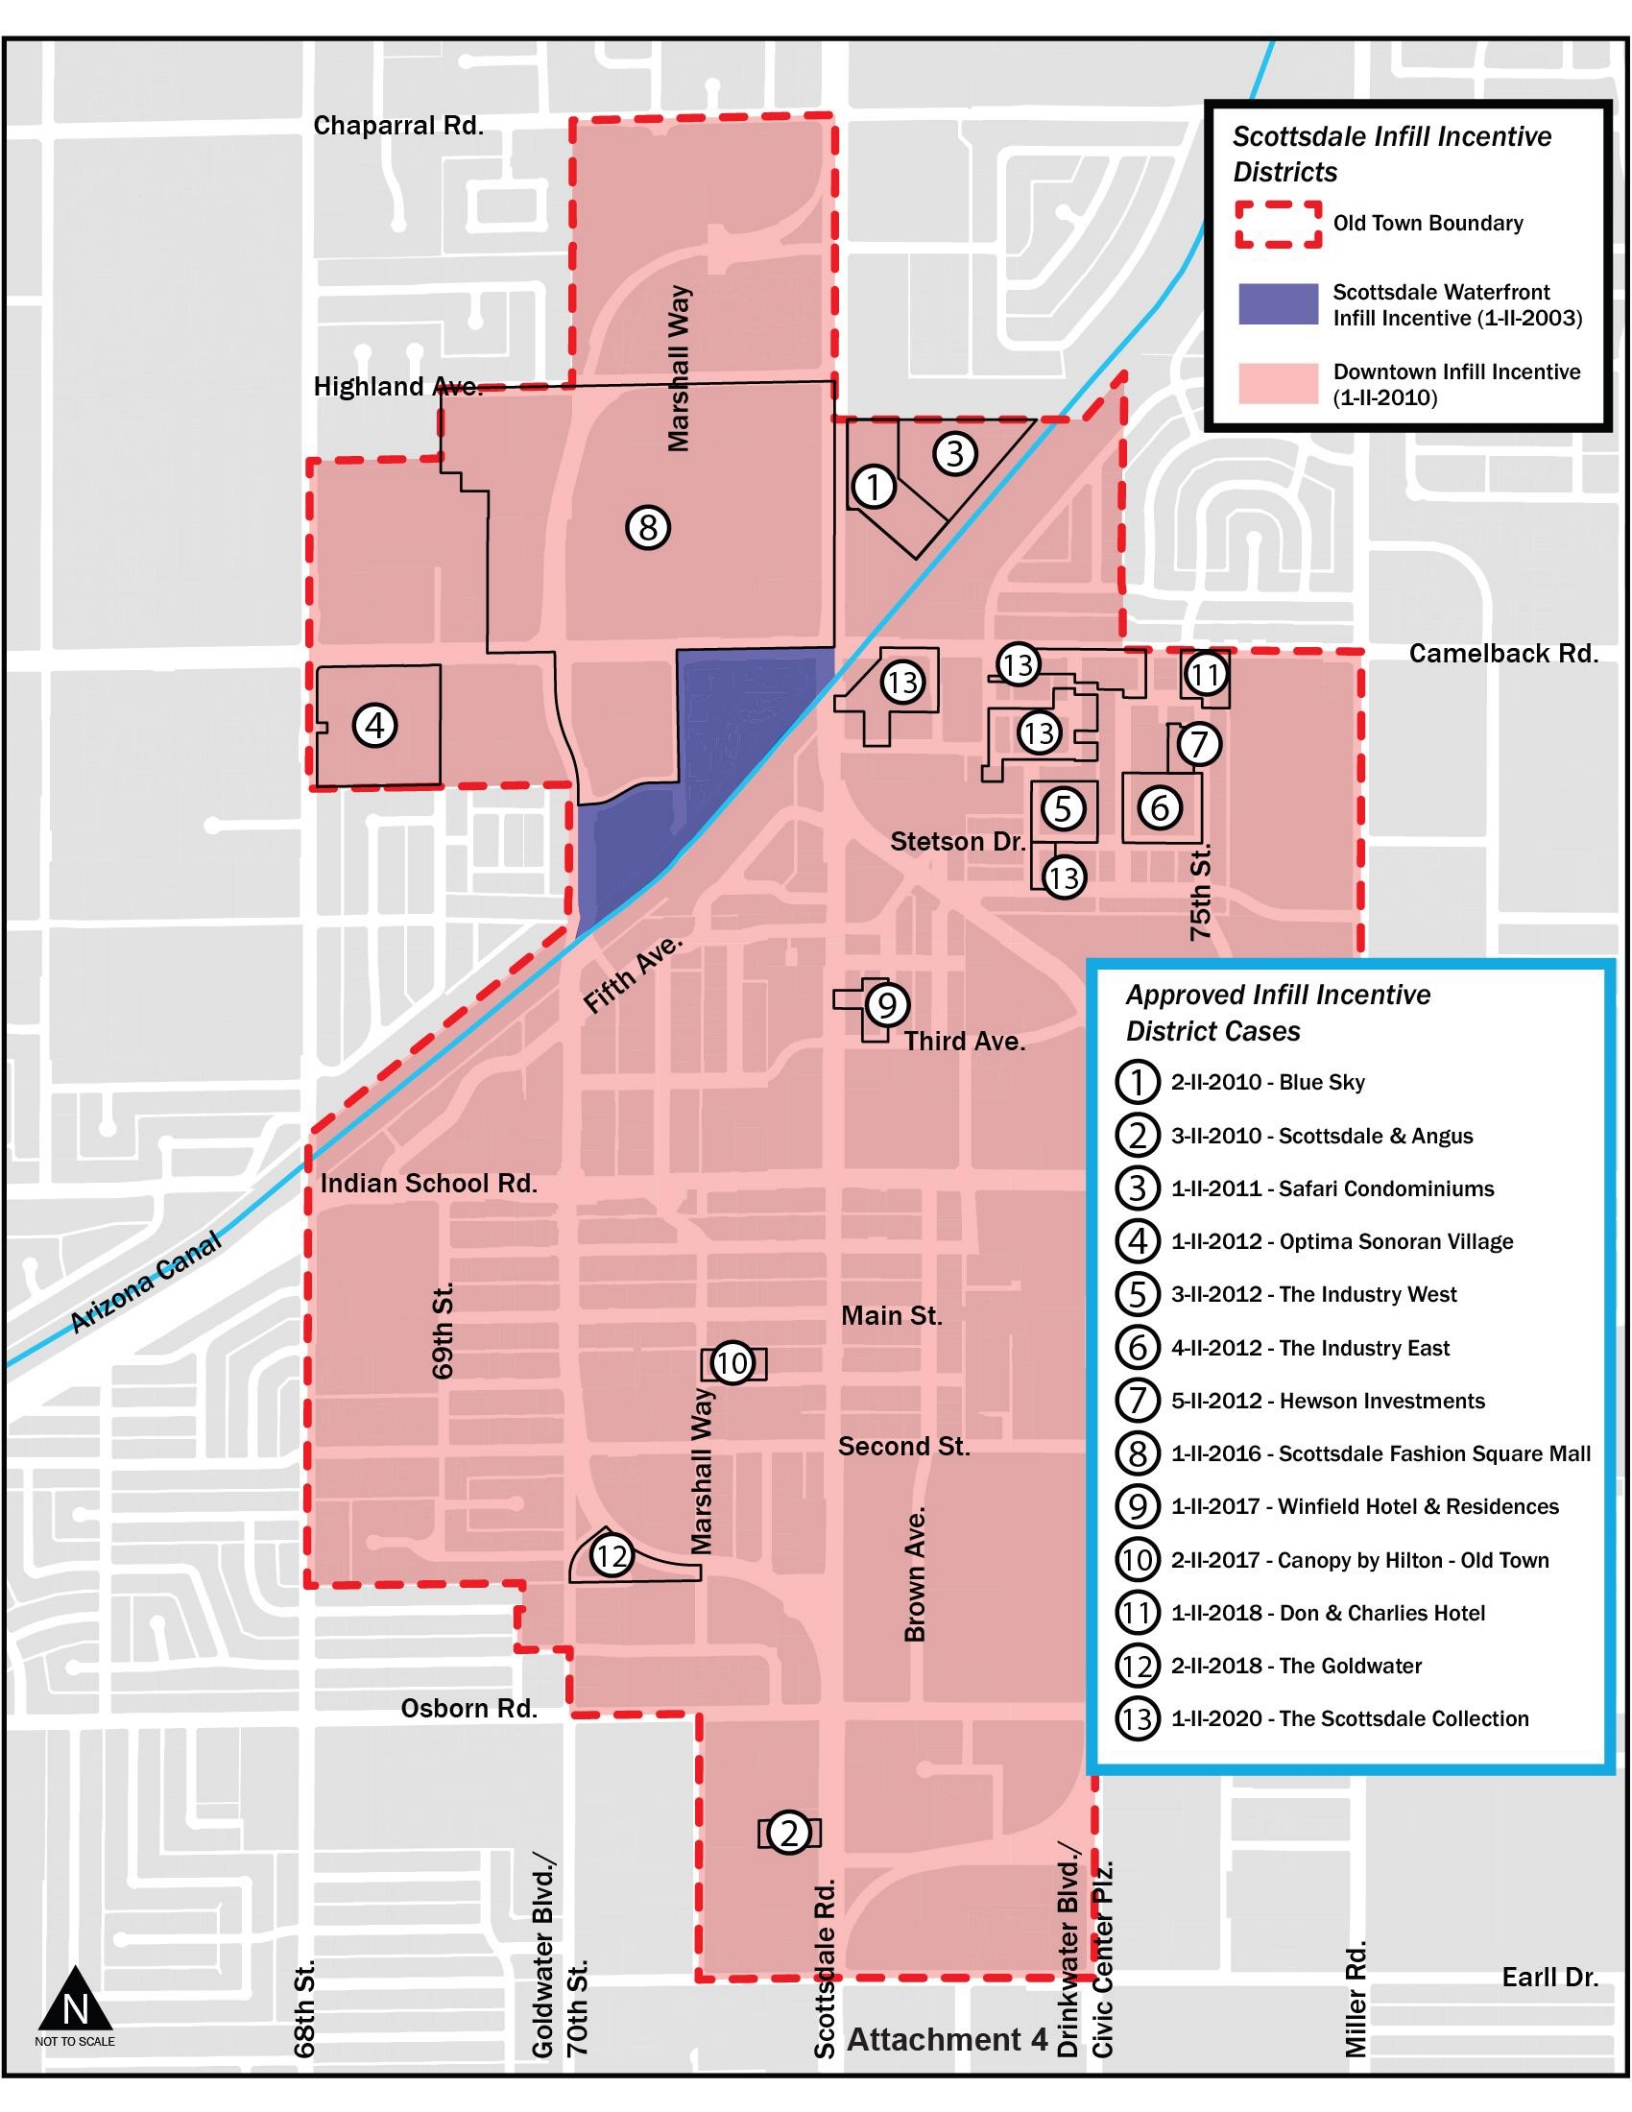 Chaparral Rd.
Scottsdale Infill Incentive
Districts
Old Town Boundary
Scottsdale Waterfront
Infill Incentive (1-II-2003)
Downtown Infill Incentive
(1-II-2010)
Marshall Way
Highland Ave.
3
1
8
Camelback Rd.
13
13
11
4
13
7
5
6
Stetson Dr.
13
75th St.
Fifth Ave.
9
Third Ave.
Indian School Rd.
Arizona Canal
69th St.
Main St.
10
Marshall Way
Second St.
12
Brown Ave.
Osborn Rd.
2
Approved Infill Incentive
District Cases
1 2-II-2010 - Blue Sky
2 3-II-2010 - Scottsdale & Angus
3 1-II-2011 - Safari Condominiums
4 1-II-2012 - Optima Sonoran Village
5 3-II-2012 - The Industry West
6 4-II-2012 - The Industry East
7 5-II-2012 - Hewson Investments
8 1-II-2016 - Scottsdale Fashion Square Mall
9 1-II-2017 - Winfield Hotel & Residences
10 2-II-2017 - Canopy by Hilton - Old Town
11 1-II-2018 - Don & Charlies Hotel
12 2-II-2018 - The Goldwater
13 1-II-2020 - The Scottsdale Collection
N
NOT TO SCALE
68th St.
Goldwater Blvd./
70th St.
Scottsdale Rd.
Attachment 4
Drinkwater Blvd./
Civic Center Plz.
Miller Rd.
Earll Dr.